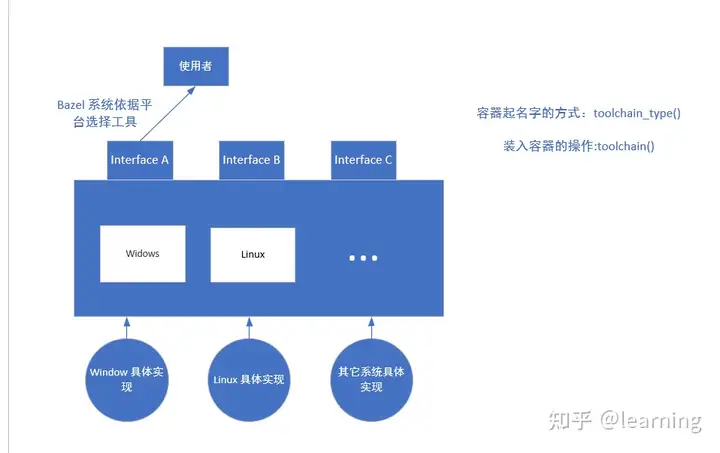 使用者
Bazel 系统依据平
台选择工具
容器起名字的方式：toolchain_type()
装入容器的操作:toolchain()
Interface A
Interface B
Interface C
Widows
Linux
...
Window 具体实
现
Linux 具体实现
其它系统具体
实现
知乎 @learning